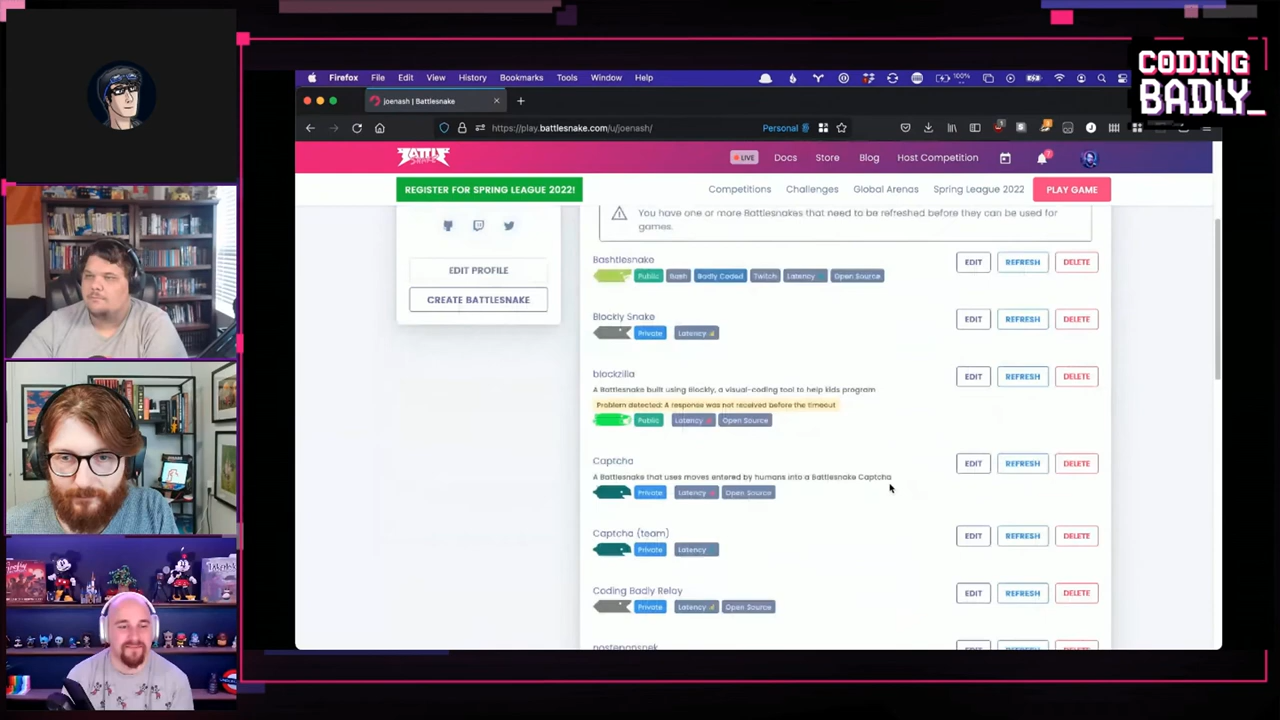 CODING
BADLY_
Firefox File Edit View History Bookmarks Tools Window Help 100%
joenash | Battlesnake
https://play.battlesnake.com/u/joenash/ Personal
BATTLE
SNAKE
LIVE Docs Store Blog Host Competition
REGISTER FOR SPRING LEAGUE 2022! Competitions Challenges Global Arenas Spring League 2022 PLAY GAME
You have one or more Battlesnakes that need to be refreshed before they can be used for
games.
EDIT PROFILE
CREATE BATTLESNAKE
Bashtlesnake
Public Bash Badly Coded Twitch Latency Open Source
EDIT REFRESH DELETE
Blockly Snake
Private Latency
EDIT REFRESH DELETE
blockzilla
A Battlesnake built using Blockly, a visual-coding tool to help kids program
Problem detected: A response was not received before the timeout
Public Latency Open Source
EDIT REFRESH DELETE
Captcha
A Battlesnake that uses moves entered by humans into a Battlesnake Captcha
Private Latency Open Source
EDIT REFRESH DELETE
Captcha (team)
Private Latency
EDIT REFRESH DELETE
Coding Badly Relay
Private Latency Open Source
EDIT REFRESH DELETE